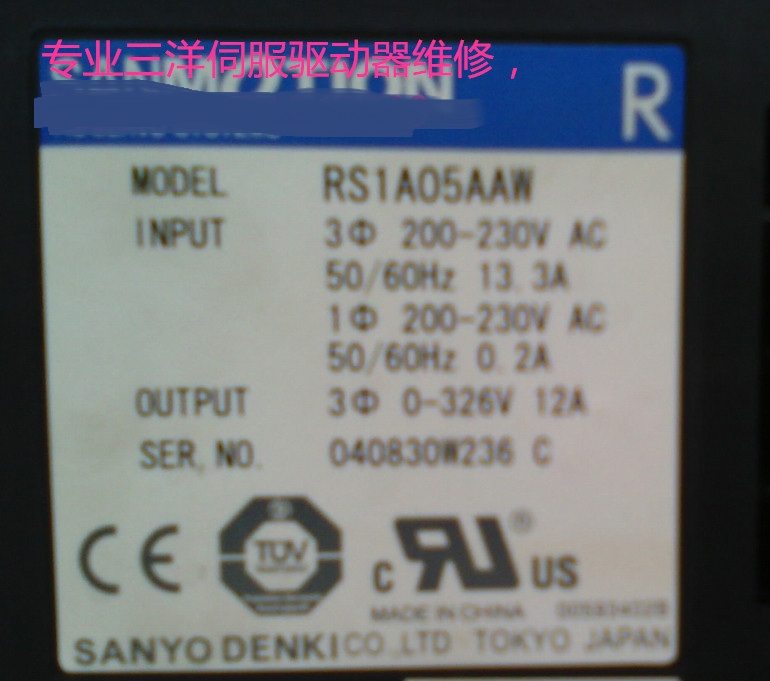 专业三洋伺服驱动器维修，
R
MODEL RS1A05AAW
INPUT 3Φ 200-230V AC
50/60Hz 13.3A
1Φ 200-230V AC
50/60Hz 0.2A
OUTPUT 3Φ 0-326V 12A
SER. NO. 040830W236 C
CE TÜV c RU ® US
MADE IN CHINA
SANYO DENKI CO.,LTD TOKYO JAPAN